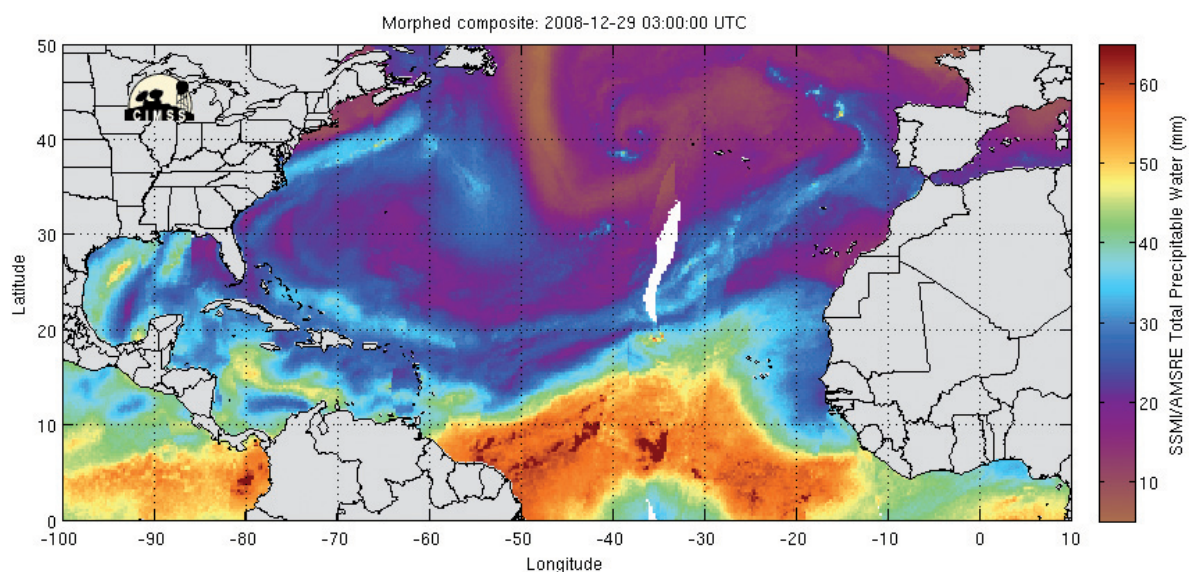 Morphed composite: 2008-12-29 03:00:00 UTC
50
40
30
20
10
0
Latitude
CIMSS
-100 -90 -80 -70 -60 -50 -40 -30 -20 -10 0 10
Longitude
60
50
40
30
20
10
SSMI/AMSRE Total Precipitable Water (mm)